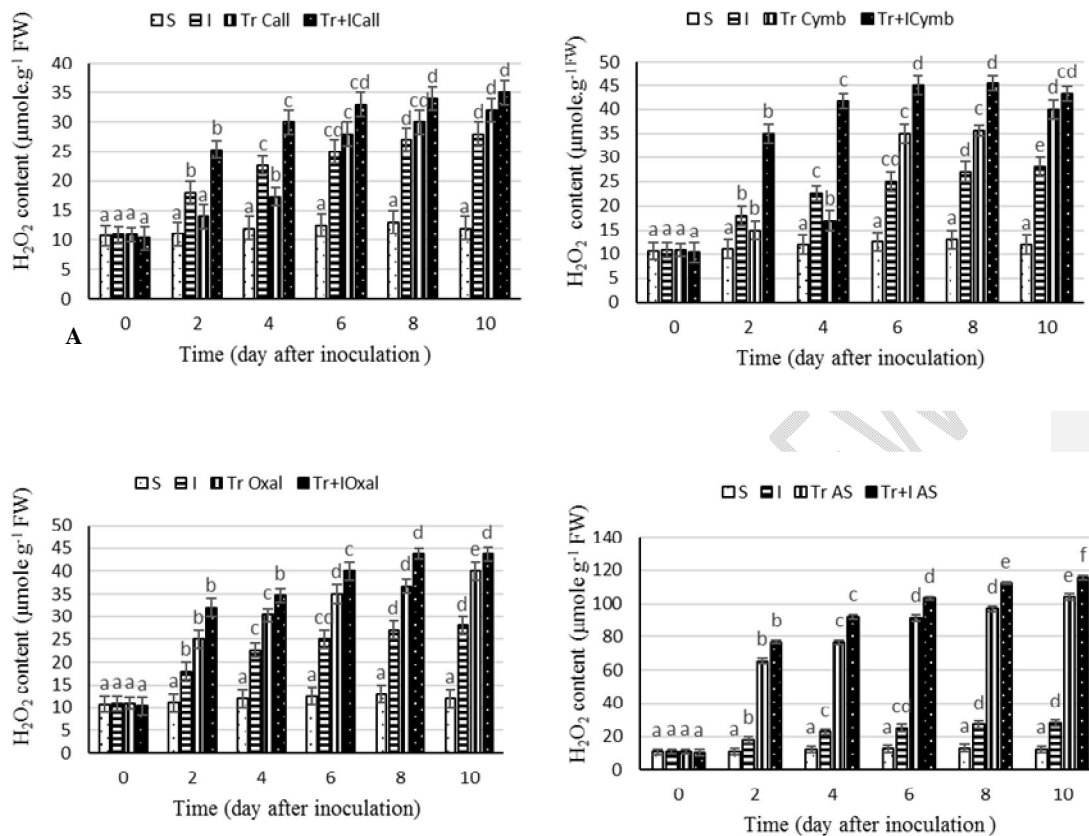 S I Tr Call Tr+ICall
H₂O₂ content (µmole.g⁻¹ FW)
40
35
30
25
20
15
10
5
0
a a a a a b a b a c b c a cd c cd a d cd d a d d d
0 2 4 6 8 10
Time (day after inoculation )
A
S I Tr Cymb Tr+ICymb
H₂O₂ content (µmole.g⁻¹ FW)
50
45
40
35
30
25
20
15
10
5
0
a a a a a b b b a c b c a cd c d a d c d a e d cd
0 2 4 6 8 10
Time (day after inoculation)
S I Tr Oxal Tr+IOxal
H₂O₂ content (µmole g⁻¹ FW)
50
45
40
35
30
25
20
15
10
5
0
a a a a a b b b a c b b a cd d c a d d d a d e d
0 2 4 6 8 10
Time (day after inoculation)
S I Tr AS Tr+I AS
H₂O₂ content (µmole g⁻¹ FW)
140
120
100
80
60
40
20
0
a a a a a b b b a c c c a cd d d a d d e a d e f
0 2 4 6 8 10
Time (day after inoculation)